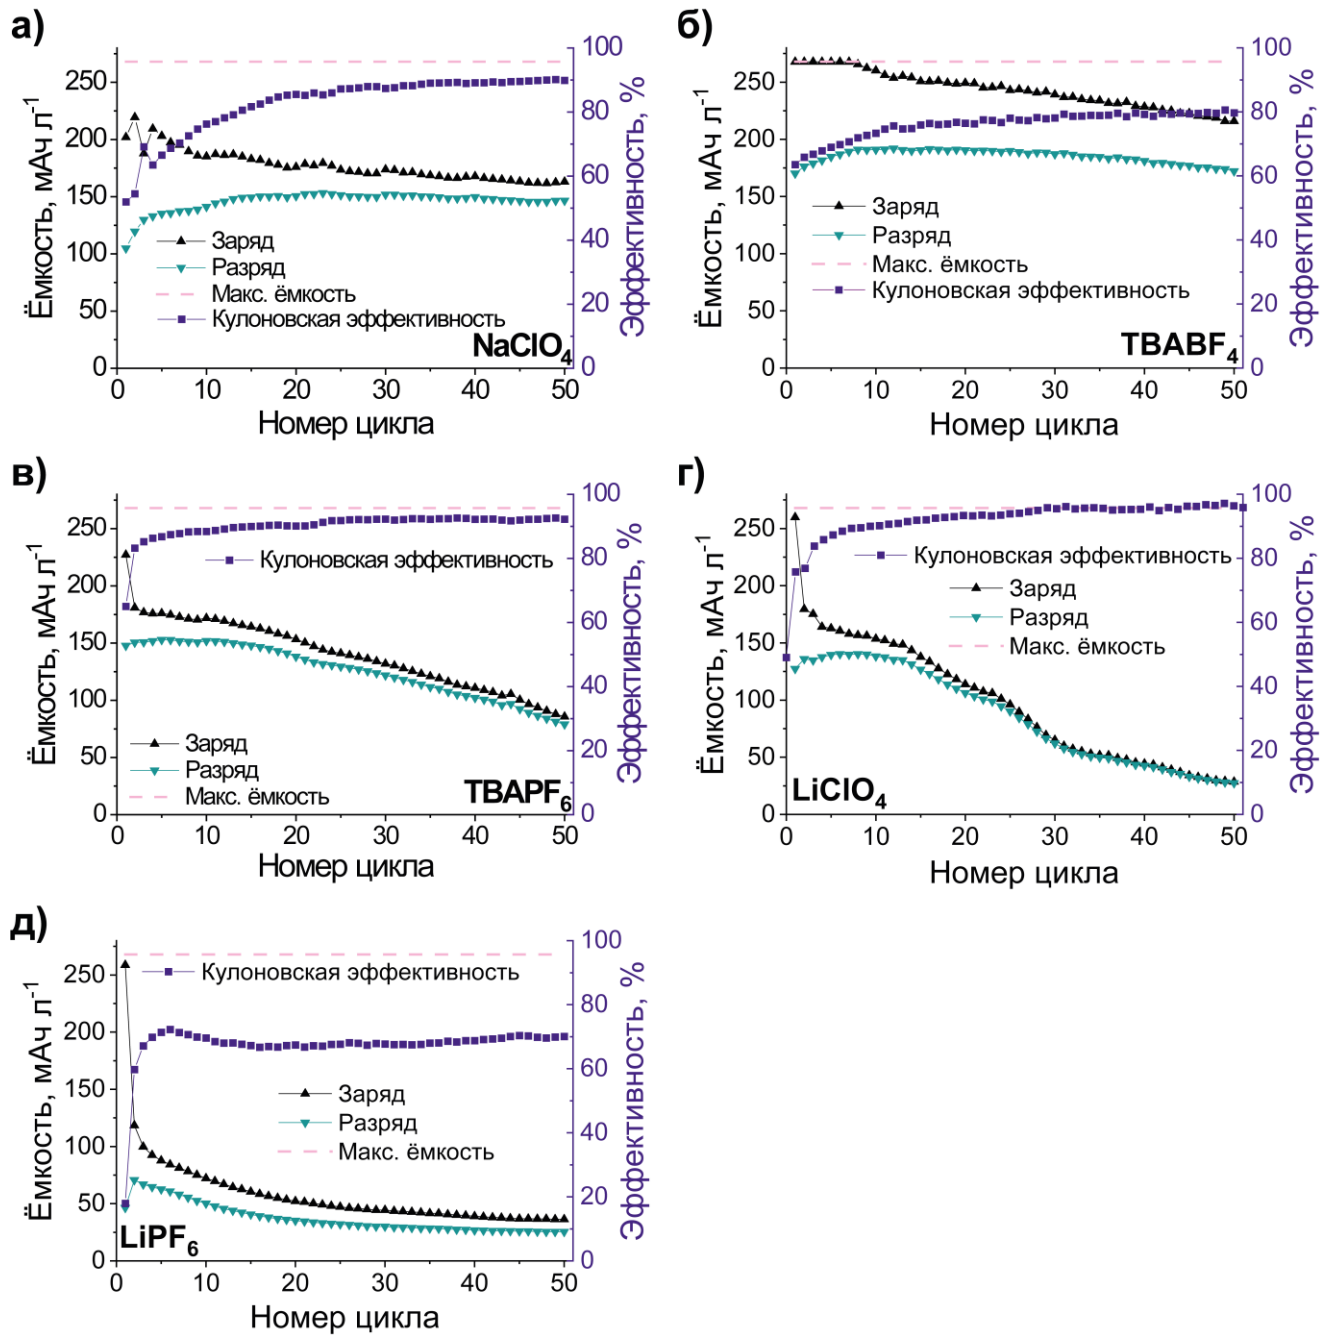 а)
Ёмкость, мАч л⁻¹
250
200
150
100
50
0
100
80
60
40
20
0
Эффективность, %
Заряд
Разряд
Макс. ёмкость
Кулоновская эффективность
NaClO₄
0 10 20 30 40 50
Номер цикла
б)
Ёмкость, мАч л⁻¹
250
200
150
100
50
0
100
80
60
40
20
0
Эффективность, %
Заряд
Разряд
Макс. ёмкость
Кулоновская эффективность
TBABF₄
0 10 20 30 40 50
Номер цикла
в)
Ёмкость, мАч л⁻¹
250
200
150
100
50
0
100
80
60
40
20
0
Эффективность, %
Кулоновская эффективность
Заряд
Разряд
Макс. ёмкость
TBAPF₆
0 10 20 30 40 50
Номер цикла
г)
Ёмкость, мАч л⁻¹
250
200
150
100
50
0
100
80
60
40
20
0
Эффективность, %
Кулоновская эффективность
Заряд
Разряд
Макс. ёмкость
LiClO₄
0 10 20 30 40 50
Номер цикла
д)
Ёмкость, мАч л⁻¹
250
200
150
100
50
0
100
80
60
40
20
0
Эффективность, %
Кулоновская эффективность
Заряд
Разряд
Макс. ёмкость
LiPF₆
0 10 20 30 40 50
Номер цикла